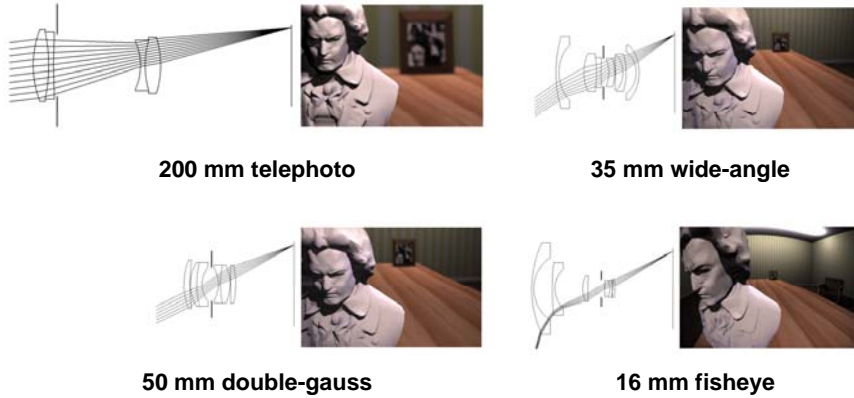 200 mm telephoto
35 mm wide-angle
50 mm double-gauss
16 mm fisheye